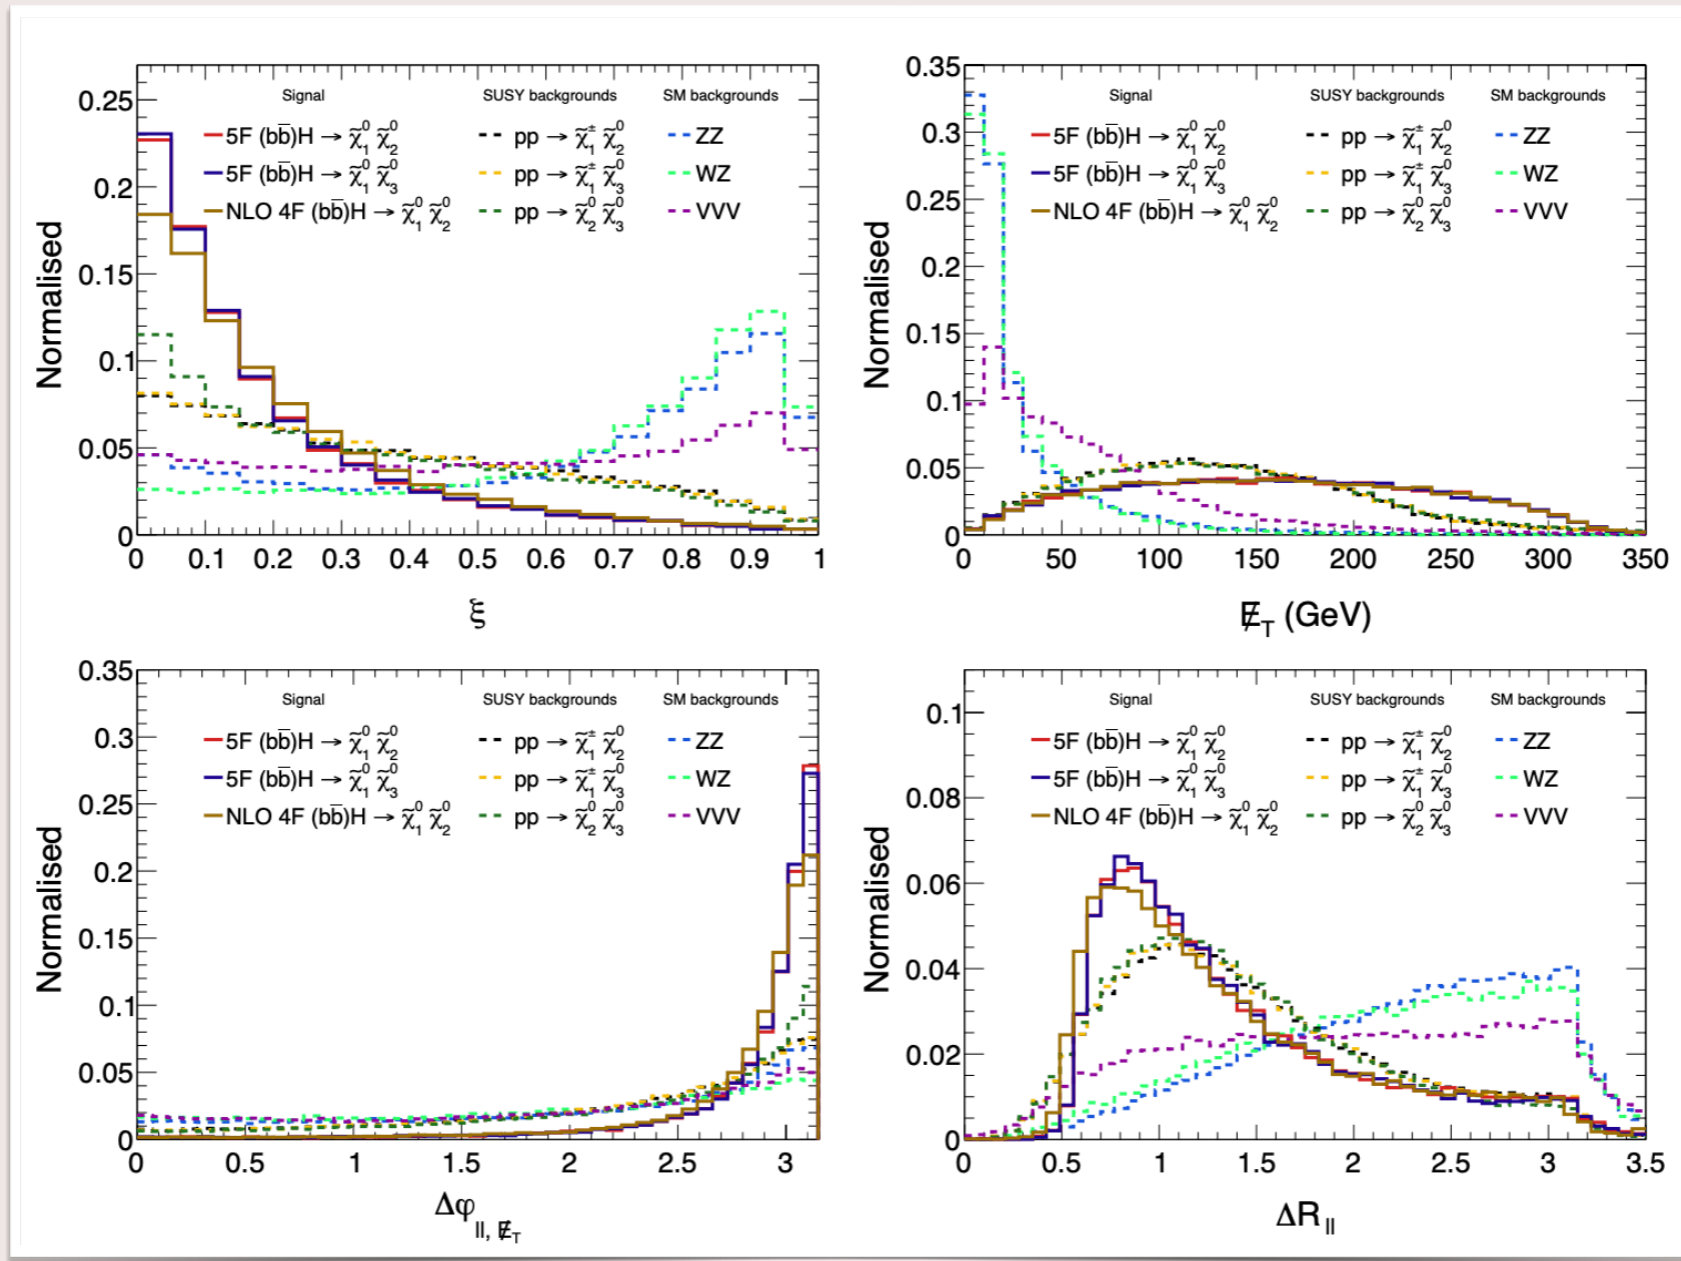 Signal SUSY backgrounds SM backgrounds
5F (bb̅)H → χ̃₁⁰ χ̃₂⁰ pp → χ̃₁± χ̃₂⁰ ZZ
5F (bb̅)H → χ̃₁⁰ χ̃₃⁰ pp → χ̃₁± χ̃₃⁰ WZ
NLO 4F (bb̅)H → χ̃₁⁰ χ̃₂⁰ pp → χ̃₂⁰ χ̃₃⁰ VVV
Normalised
0.25
0.2
0.15
0.1
0.05
0
0 0.1 0.2 0.3 0.4 0.5 0.6 0.7 0.8 0.9 1
ξ
Signal SUSY backgrounds SM backgrounds
5F (bb̅)H → χ̃₁⁰ χ̃₂⁰ pp → χ̃₁± χ̃₂⁰ ZZ
5F (bb̅)H → χ̃₁⁰ χ̃₃⁰ pp → χ̃₁± χ̃₃⁰ WZ
NLO 4F (bb̅)H → χ̃₁⁰ χ̃₂⁰ pp → χ̃₂⁰ χ̃₃⁰ VVV
Normalised
0.35
0.3
0.25
0.2
0.15
0.1
0.05
0
0 50 100 150 200 250 300 350
E̸_T (GeV)
Signal SUSY backgrounds SM backgrounds
5F (bb̅)H → χ̃₁⁰ χ̃₂⁰ pp → χ̃₁± χ̃₂⁰ ZZ
5F (bb̅)H → χ̃₁⁰ χ̃₃⁰ pp → χ̃₁± χ̃₃⁰ WZ
NLO 4F (bb̅)H → χ̃₁⁰ χ̃₂⁰ pp → χ̃₂⁰ χ̃₃⁰ VVV
Normalised
0.35
0.3
0.25
0.2
0.15
0.1
0.05
0
0 0.5 1 1.5 2 2.5 3
Δφ_ll, E̸_T
Signal SUSY backgrounds SM backgrounds
5F (bb̅)H → χ̃₁⁰ χ̃₂⁰ pp → χ̃₁± χ̃₂⁰ ZZ
5F (bb̅)H → χ̃₁⁰ χ̃₃⁰ pp → χ̃₁± χ̃₃⁰ WZ
NLO 4F (bb̅)H → χ̃₁⁰ χ̃₂⁰ pp → χ̃₂⁰ χ̃₃⁰ VVV
Normalised
0.1
0.08
0.06
0.04
0.02
0
0 0.5 1 1.5 2 2.5 3 3.5
ΔR_ll